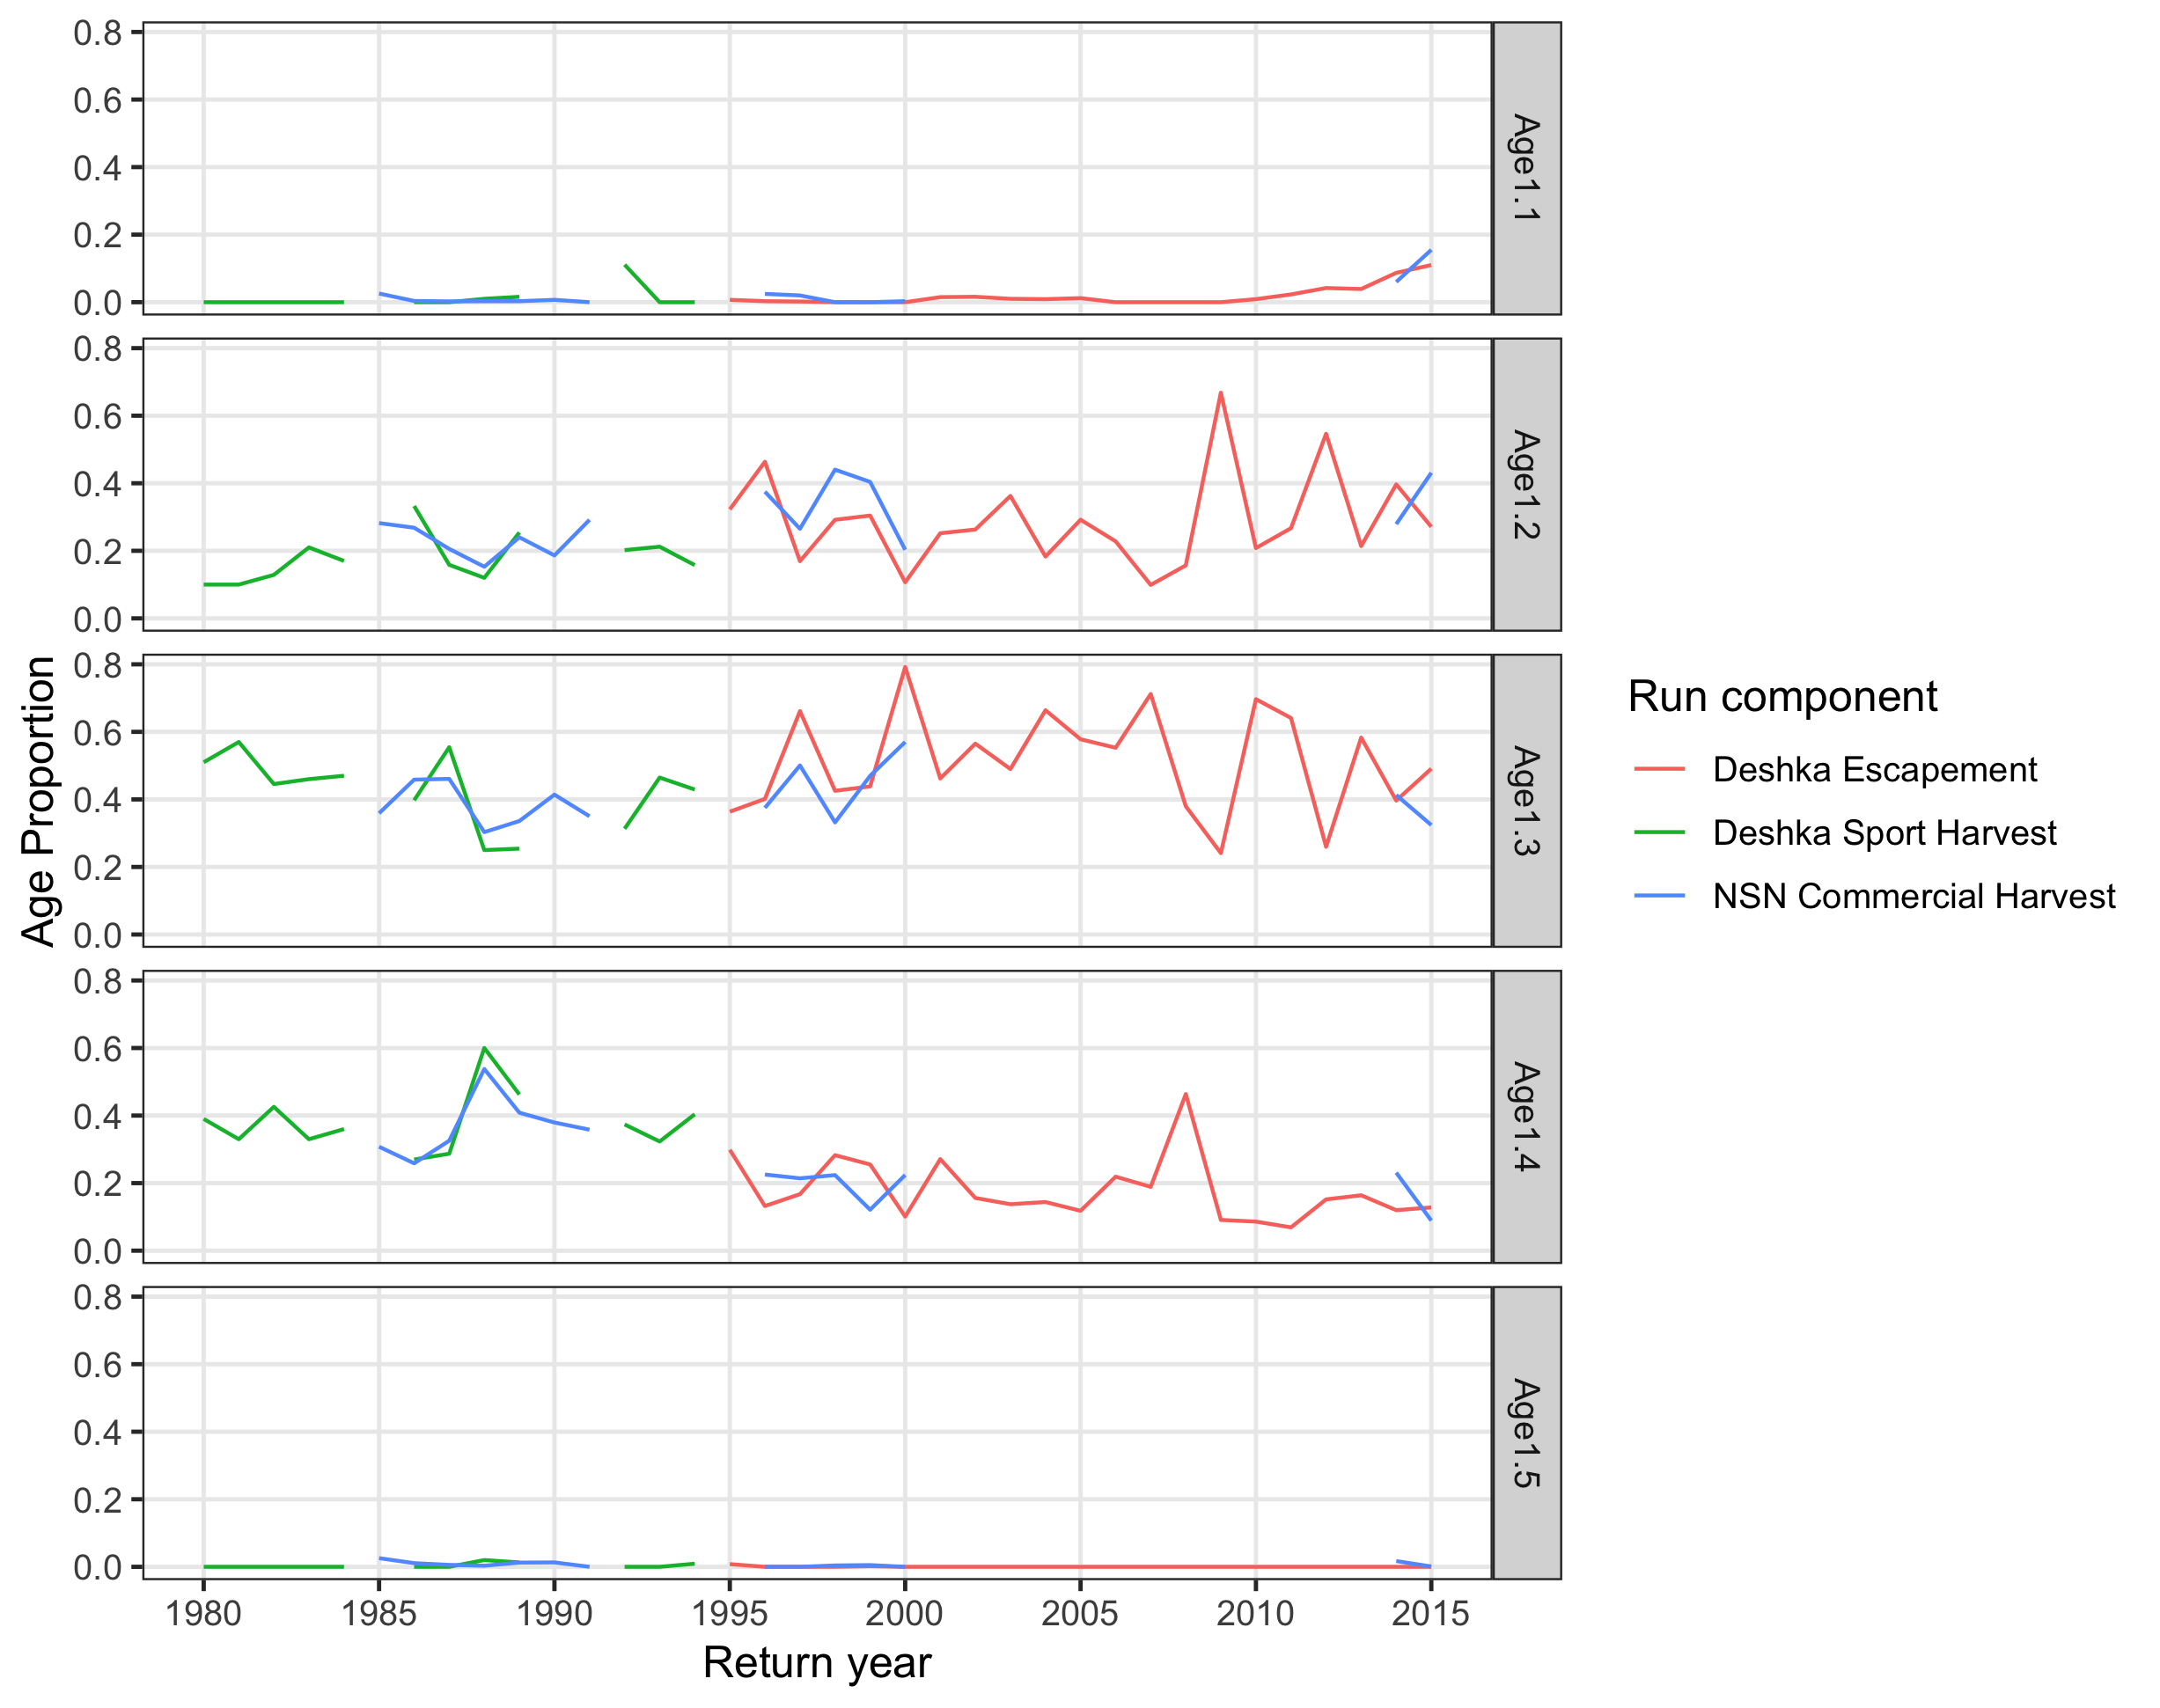 0.8
0.6
0.4
0.2
0.0
Age1.1
0.8
0.6
0.4
0.2
0.0
Age1.2
0.8
0.6
0.4
0.2
0.0
Age1.3
0.8
0.6
0.4
0.2
0.0
Age1.4
0.8
0.6
0.4
0.2
0.0
Age1.5
Age Proportion
1980 1985 1990 1995 2000 2005 2010 2015
Return year
Run component
Deshka Escapement
Deshka Sport Harvest
NSN Commercial Harvest